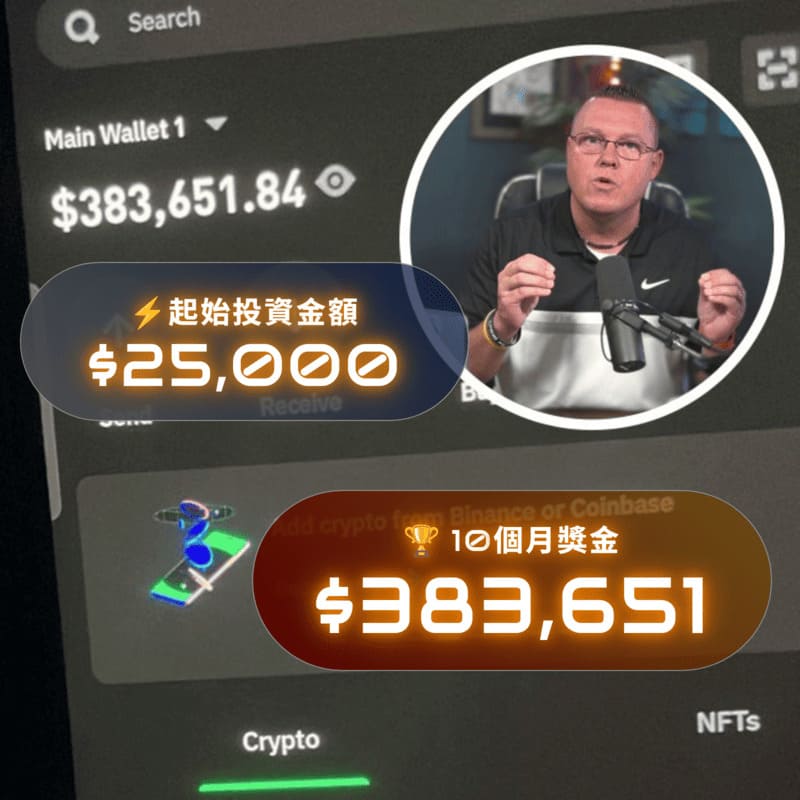 Search
Main Wallet 1
$383,651.84
⚡起始投資金額
$25,000
Send
Receive
Add crypto from Binance or Coinbase
🏆 10個月獎金
$383,651
Crypto
NFTs